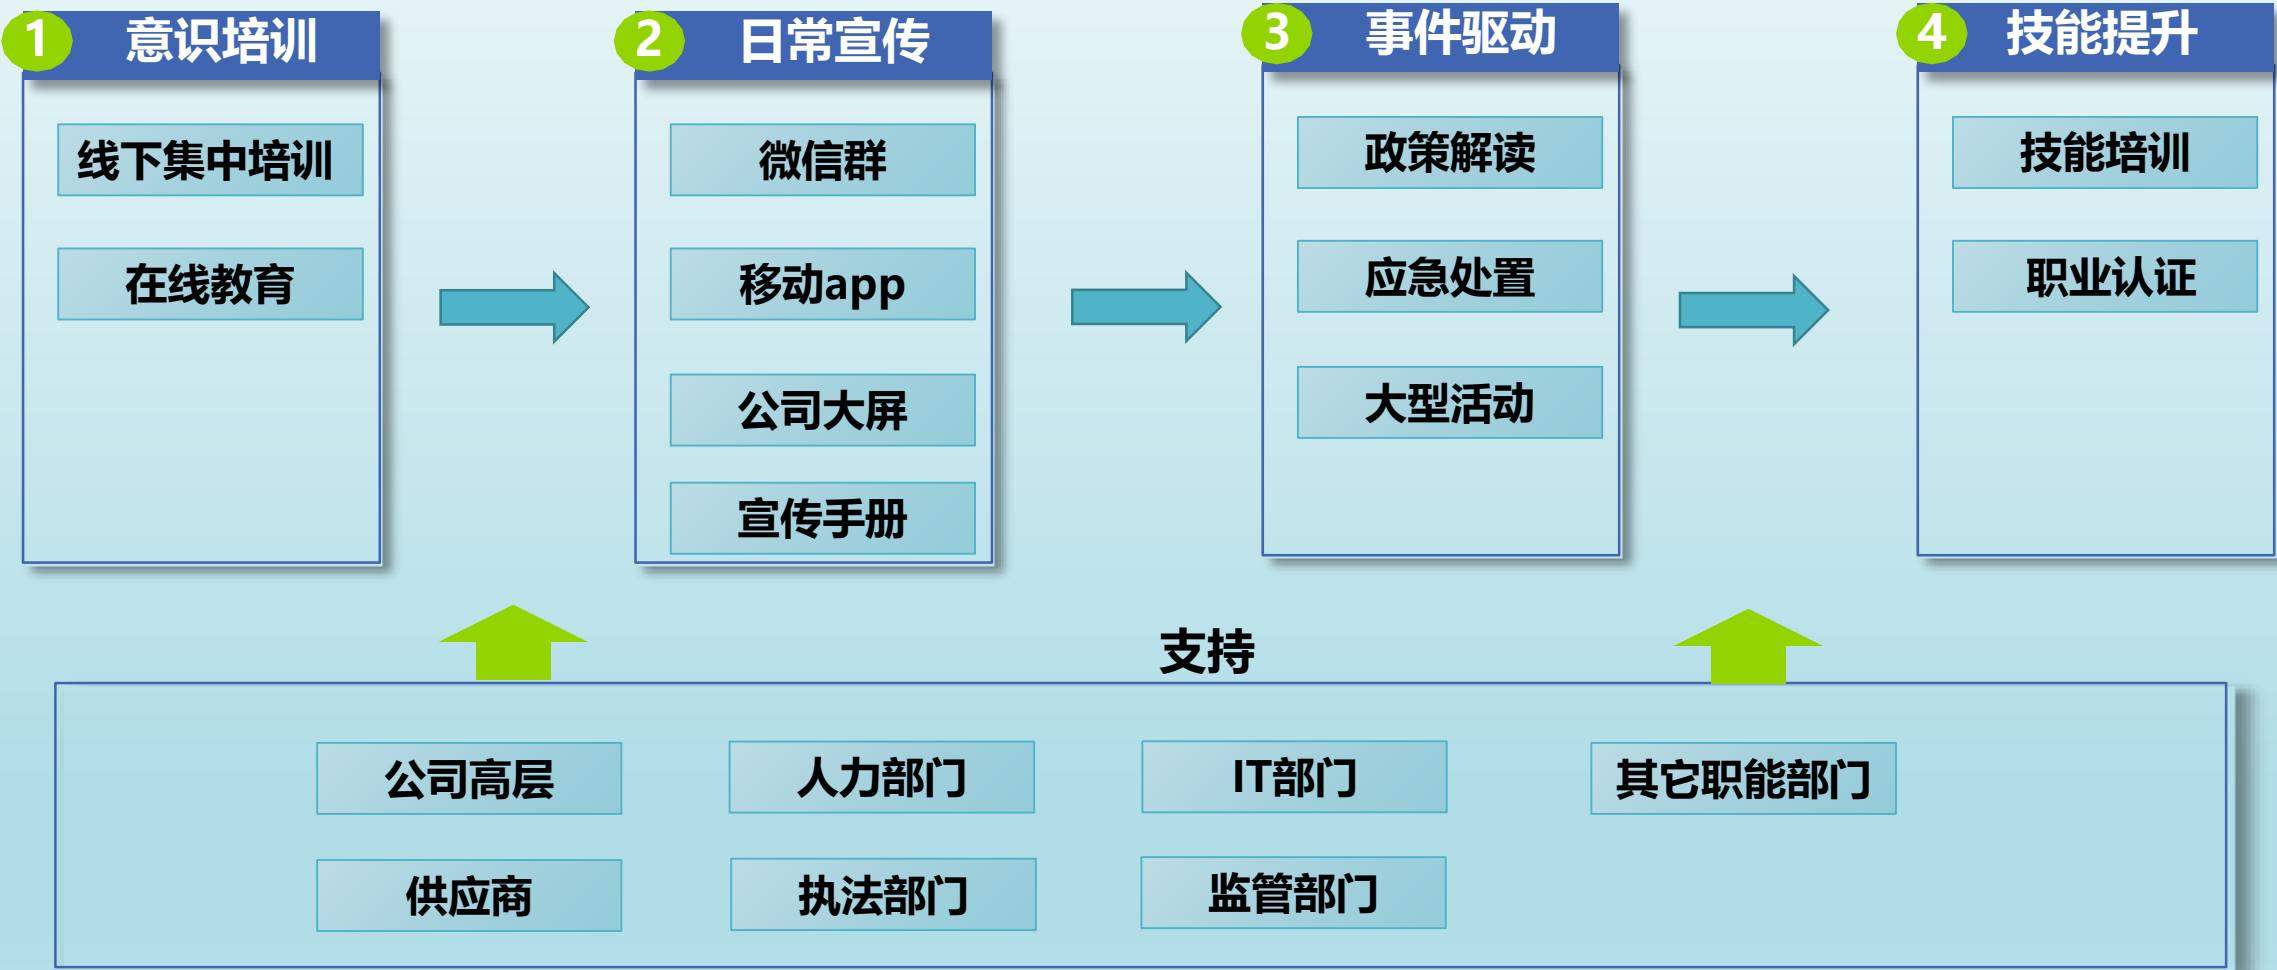 1 意识培训
线下集中培训
在线教育
2 日常宣传
微信群
移动app
公司大屏
宣传手册
3 事件驱动
政策解读
应急处置
大型活动
4 技能提升
技能培训
职业认证
支持
公司高层 人力部门 IT部门 其它职能部门
供应商 执法部门 监管部门